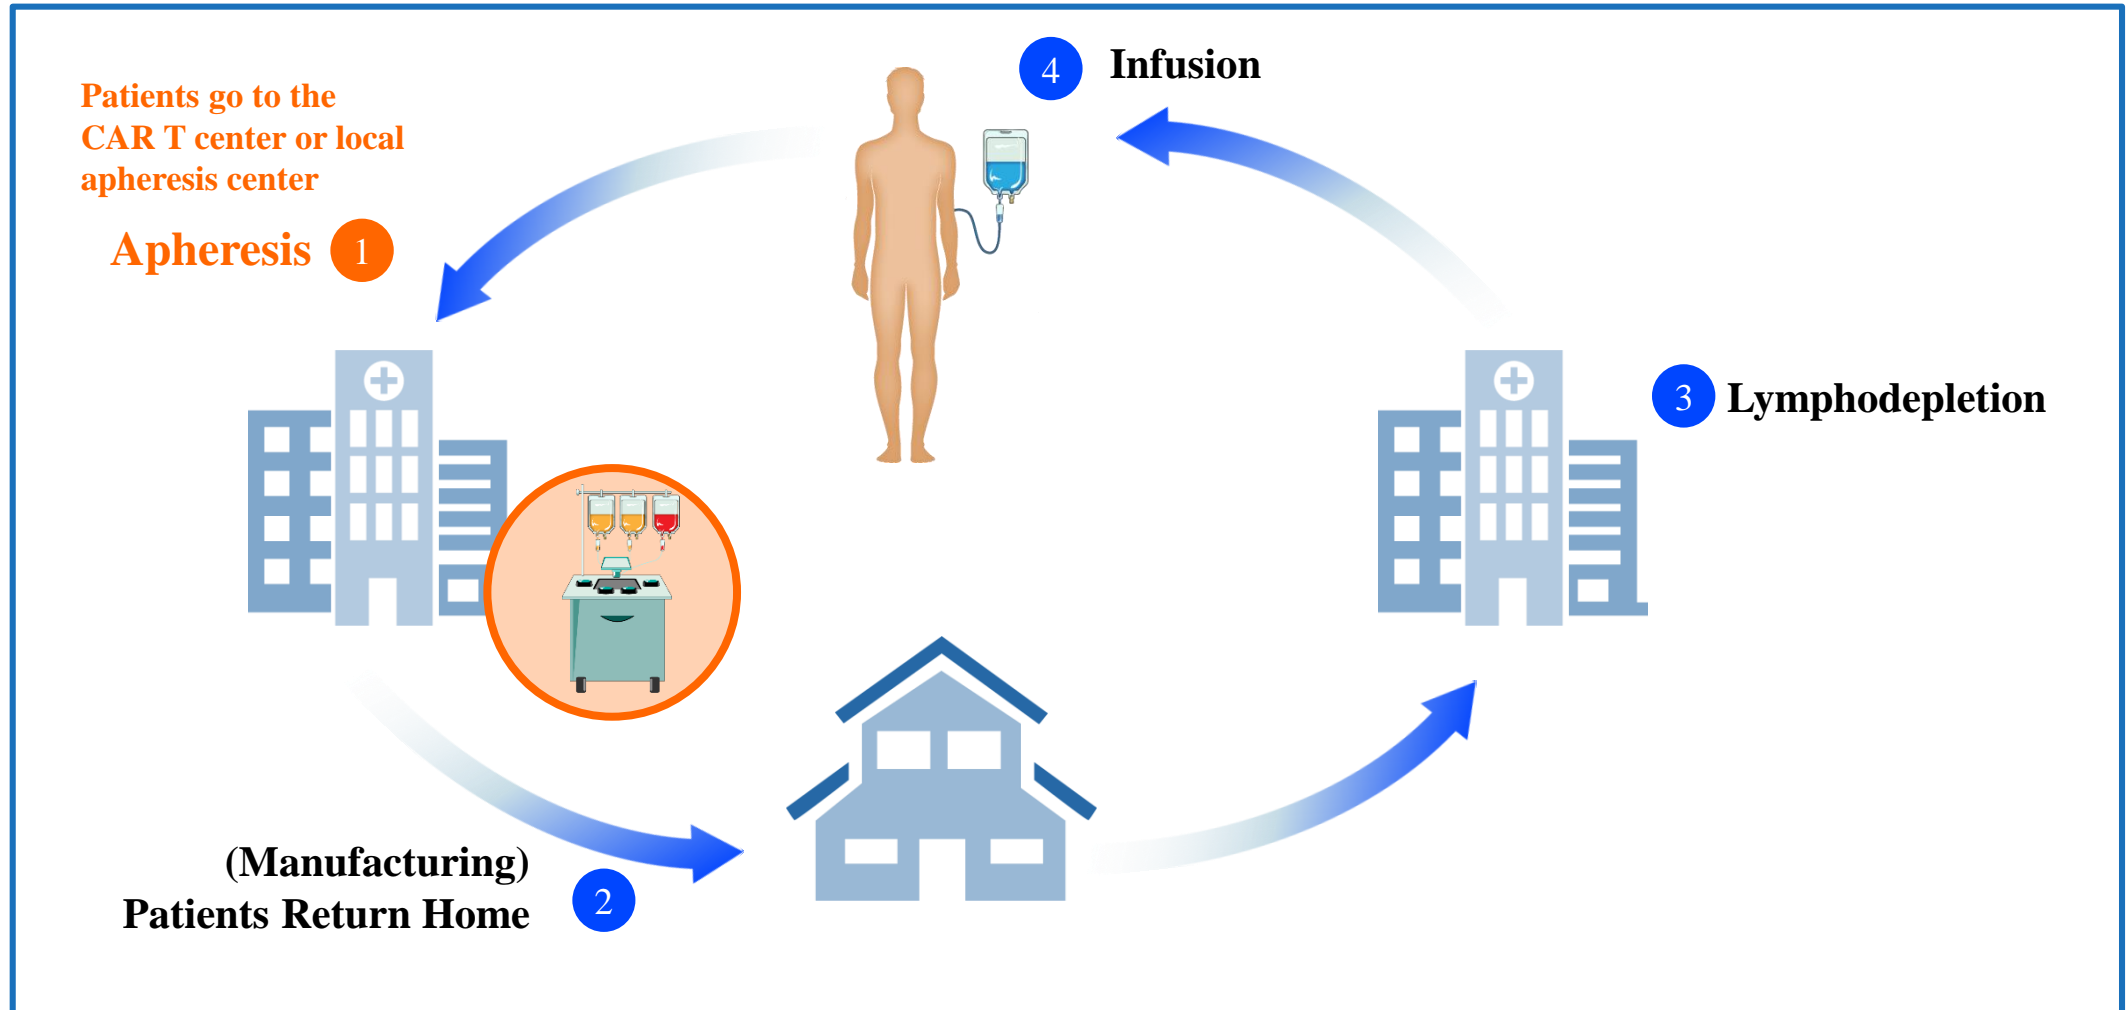 Patients go to the
CAR T center or local
apheresis center
Apheresis 1
(Manufacturing)
Patients Return Home 2
3 Lymphodepletion
4 Infusion